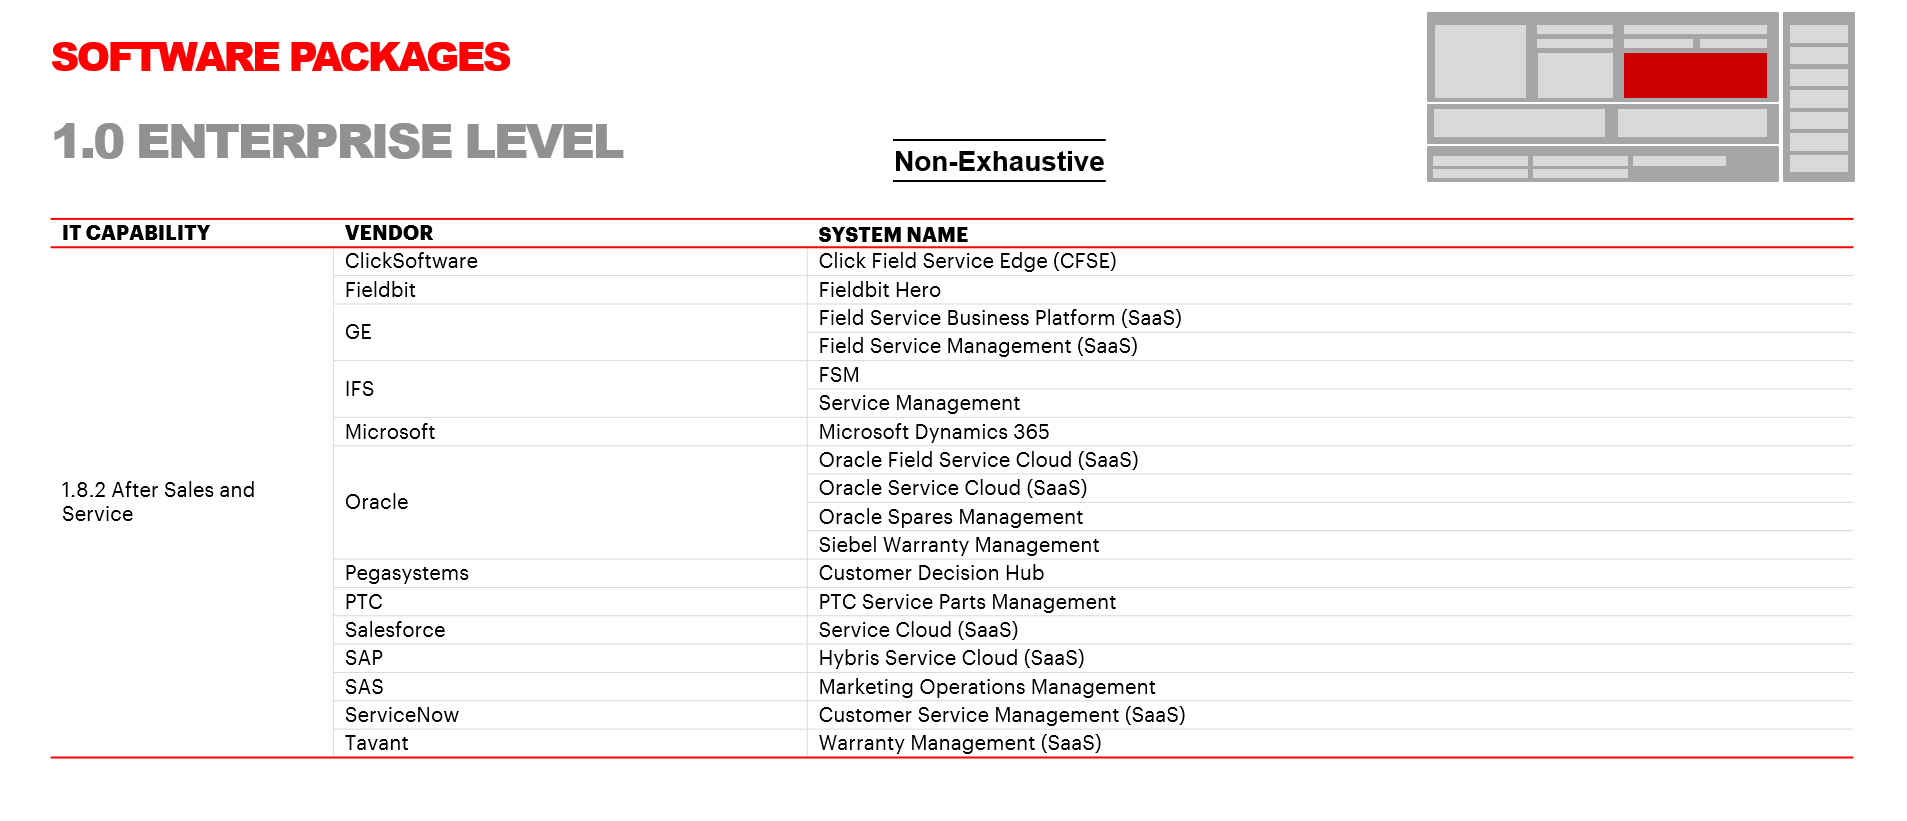 SOFTWARE PACKAGES
1.0 ENTERPRISE LEVEL
Non-Exhaustive
IT CAPABILITY VENDOR SYSTEM NAME
ClickSoftware Click Field Service Edge (CFSE)
Fieldbit Fieldbit Hero
GE
Field Service Business Platform (SaaS)
Field Service Management (SaaS)
IFS
FSM
Service Management
Microsoft Microsoft Dynamics 365
1.8.2 After Sales and
Service
Oracle
Oracle Field Service Cloud (SaaS)
Oracle Service Cloud (SaaS)
Oracle Spares Management
Siebel Warranty Management
Pegasystems Customer Decision Hub
PTC PTC Service Parts Management
Salesforce Service Cloud (SaaS)
SAP Hybris Service Cloud (SaaS)
SAS Marketing Operations Management
ServiceNow Customer Service Management (SaaS)
Tavant Warranty Management (SaaS)